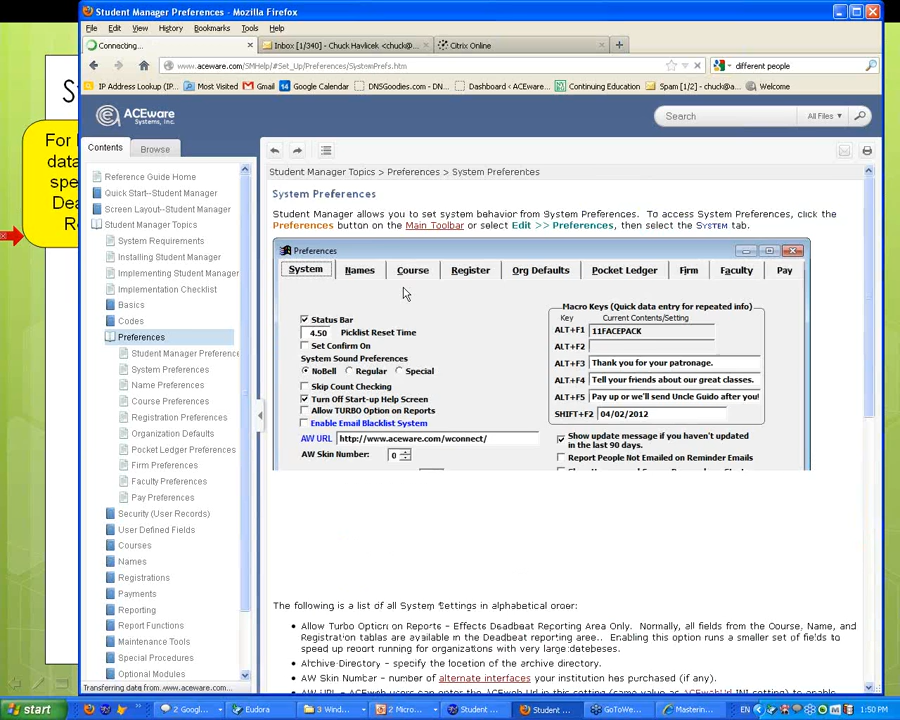 Student Manager Preferences - Mozilla Firefox
File Edit View History Bookmarks Tools Help
Connecting...
Inbox [1/340] - Chuck Havlicek <chuck@...
Citrix Online
www.aceware.com/SMHelp/#Set_Up/Preferences/SystemPrefs.htm
different people
IP Address Lookup (IP...
Most Visited
Gmail
Google Calendar
DNSGoodies.com - DN...
Dashboard < ACEware...
Continuing Education
Spam [1/2] - chuck@a...
Welcome
ACEware
Systems, Inc.
Search
All Files
Contents
Browse
Reference Guide Home
Quick Start--Student Manager
Screen Layout--Student Manager
Student Manager Topics
System Requirements
Installing Student Manager
Implementing Student Manager
Implementation Checklist
Basics
Codes
Preferences
Student Manager Preference
System Preferences
Name Preferences
Course Preferences
Registration Preferences
Organization Defaults
Pocket Ledger Preferences
Firm Preferences
Faculty Preferences
Pay Preferences
Security (User Records)
User Defined Fields
Courses
Names
Registrations
Payments
Reporting
Report Functions
Maintenance Tools
Special Procedures
Optional Modules
Student Manager Topics > Preferences > System Preferences
System Preferences
Student Manager allows you to set system behavior from System Preferences. To access System Preferences, click the
Preferences button on the Main Toolbar or select Edit >> Preferences, then select the SYSTEM tab.
Preferences
System Names Course Register Org Defaults Pocket Ledger Firm Faculty Pay
Status Bar
4.50 Picklist Reset Time
Set Confirm On
System Sound Preferences
NoBell Regular Special
Skip Count Checking
Turn Off Start-up Help Screen
Allow TURBO Option on Reports
Enable Email Blacklist System
AW URL http://www.aceware.com/wconnect/
AW Skin Number: 0
Macro Keys (Quick data entry for repeated info)
Key Current Contents/Setting
ALT+F1 11FACEPACK
ALT+F2
ALT+F3 Thank you for your patronage.
ALT+F4 Tell your friends about our great classes.
ALT+F5 Pay up or we'll send Uncle Guido after you!
SHIFT+F2 04/02/2012
Show update message if you haven't updated
in the last 90 days.
Report People Not Emailed on Reminder Emails
The following is a list of all System Settings in alphabetical order:
Allow Turbo Option on Reports - Effects Deadbeat Reporting Area Only. Normally, all fields from the Course, Name, and
Registration tables are available in the Deadbeat reporting area.. Enabling this option runs a smaller set of fields to
speed up report running for organizations with very large databeses.
Archive Directory - specify the location of the archive directory.
AW Skin Number - number of alternate interfaces your institution has purchased (if any).
Transferring data from www.aceware.com...
For
data
spe
Dea
R
start
2 Google...
Eudora
3 Wind...
2 Micro...
Student ...
Student ...
GoToWe...
Masterin...
EN
1:50 PM